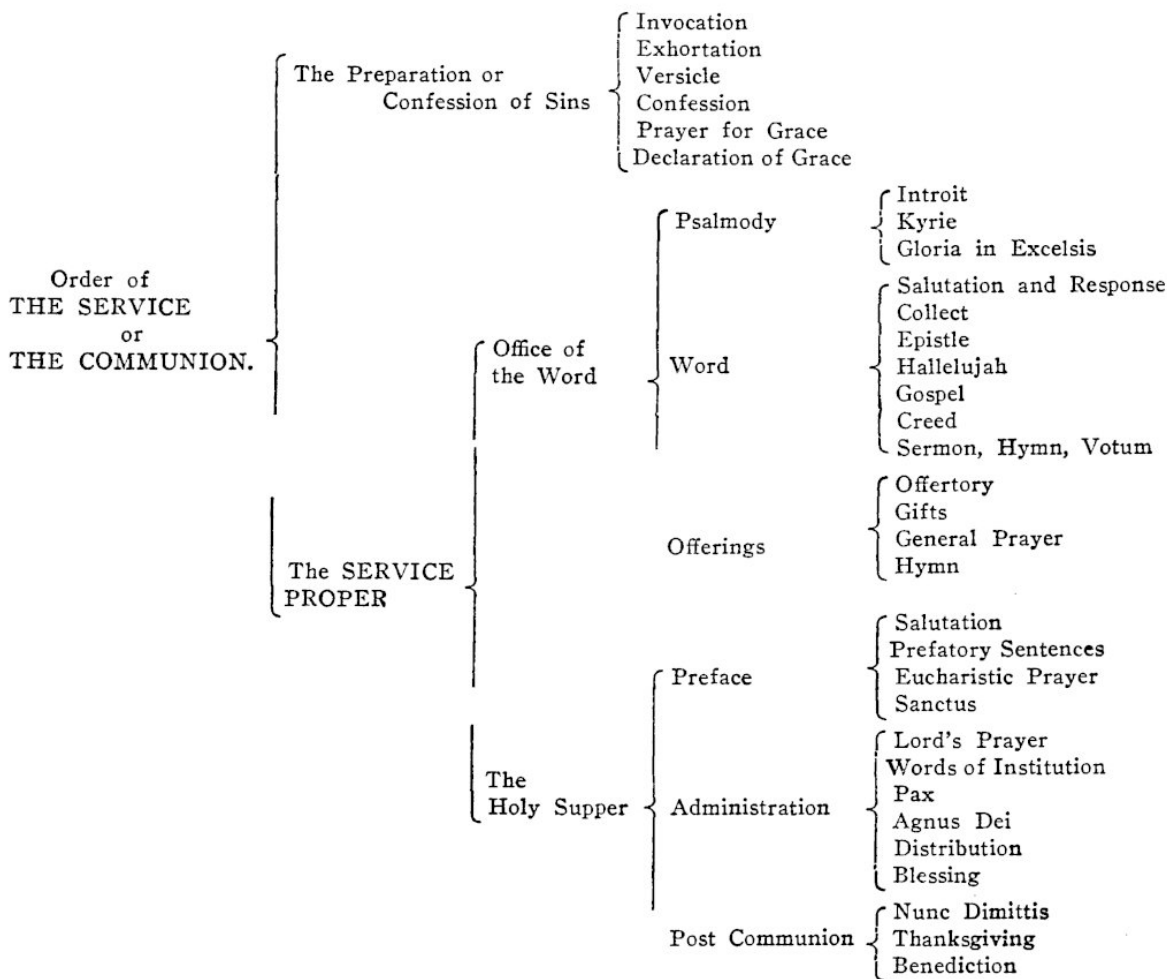 Order of
THE SERVICE
or
THE COMMUNION.
The Preparation or
Confession of Sins
Invocation
Exhortation
Versicle
Confession
Prayer for Grace
Declaration of Grace
The SERVICE
PROPER
Office of
the Word
Psalmody
Introit
Kyrie
Gloria in Excelsis
Word
Salutation and Response
Collect
Epistle
Hallelujah
Gospel
Creed
Sermon, Hymn, Votum
Offerings
Offertory
Gifts
General Prayer
Hymn
The
Holy Supper
Preface
Salutation
Prefatory Sentences
Eucharistic Prayer
Sanctus
Administration
Lord's Prayer
Words of Institution
Pax
Agnus Dei
Distribution
Blessing
Post Communion
Nunc Dimittis
Thanksgiving
Benediction